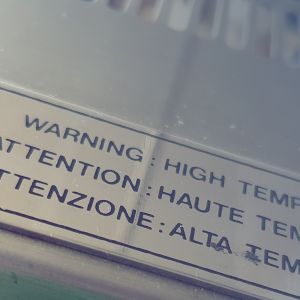 WARNING: HIGH TEMP
ATTENTION: HAUTE TEM
TTENZIONE: ALTA TEM